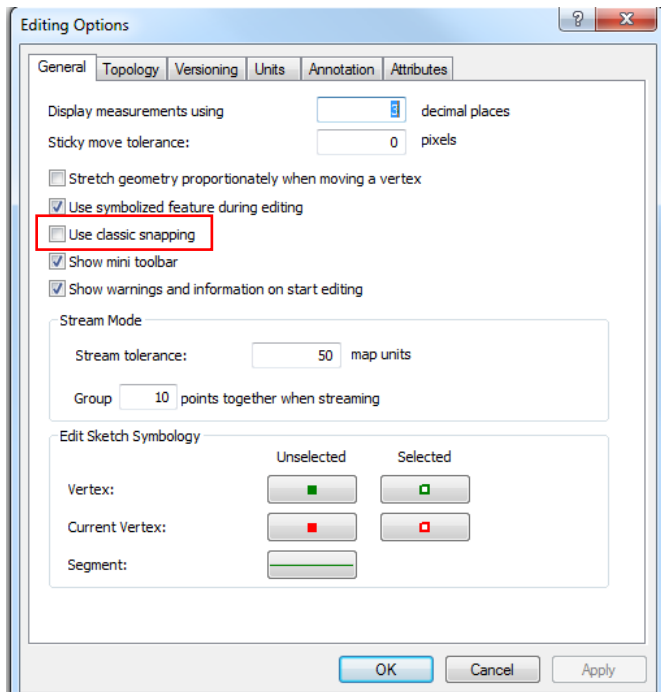 Editing Options
?
X
General Topology Versioning Units Annotation Attributes
Display measurements using 3 decimal places
Sticky move tolerance: 0 pixels
Stretch geometry proportionately when moving a vertex
Use symbolized feature during editing
Use classic snapping
Show mini toolbar
Show warnings and information on start editing
Stream Mode
Stream tolerance: 50 map units
Group 10 points together when streaming
Edit Sketch Symbology
Unselected Selected
Vertex:
Current Vertex:
Segment:
OK Cancel Apply